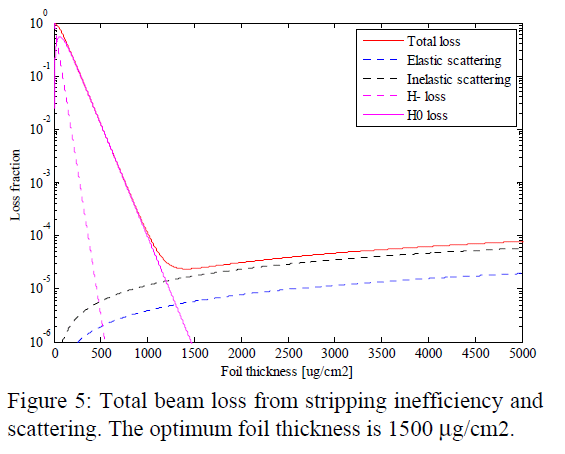 10^0
10^-1
10^-2
10^-3
10^-4
10^-5
10^-6
Loss fraction
Total loss
Elastic scattering
Inelastic scattering
H- loss
H0 loss
0 500 1000 1500 2000 2500 3000 3500 4000 4500 5000
Foil thickness [ug/cm2]
Figure 5: Total beam loss from stripping inefficiency and
scattering. The optimum foil thickness is 1500 μg/cm2.